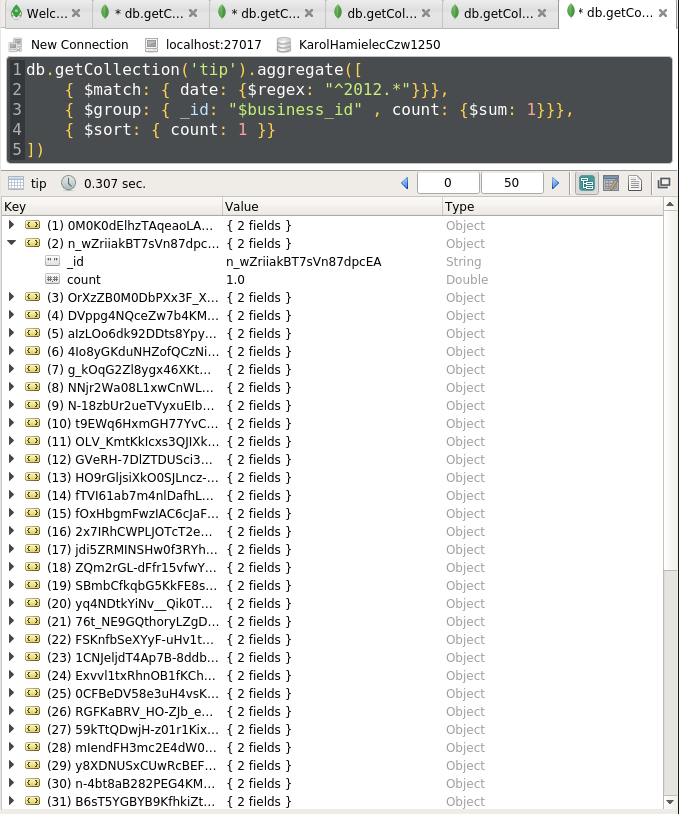 Welc... * db.getC... * db.getC... db.getCol... db.getCol... * db.getCo...
New Connection localhost:27017 KarolHamielecCzw1250
1 db.getCollection('tip').aggregate([
2 { $match: { date: {$regex: "^2012.*"}}},
3 { $group: { _id: "$business_id" , count: {$sum: 1}}},
4 { $sort: { count: 1 }}
5 ])
tip 0.307 sec. 0 50
Key Value Type
(1) 0M0K0dElhzTAqeaoLA... { 2 fields } Object
(2) n_wZriiakBT7sVn87dpc... { 2 fields } Object
_id n_wZriiakBT7sVn87dpcEA String
count 1.0 Double
(3) OrXzZB0M0DbPXx3F_X... { 2 fields } Object
(4) DVppg4NQceZw7b4KM... { 2 fields } Object
(5) aIzLOo6dk92DDts8Ypy... { 2 fields } Object
(6) 4Io8yGKduNHZofQCzNi... { 2 fields } Object
(7) g_kOqG2Zl8ygx46XKt... { 2 fields } Object
(8) NNjr2Wa08L1xwCnWL... { 2 fields } Object
(9) N-18zbUr2ueTVyxuEIb... { 2 fields } Object
(10) t9EWq6HxmGH77YvC... { 2 fields } Object
(11) OLV_KmtKkIcxs3QJIXk... { 2 fields } Object
(12) GVeRH-7DlZTDUSci3... { 2 fields } Object
(13) HO9rGljsiXkO0SJLncz-... { 2 fields } Object
(14) fTVI61ab7m4nlDafhL... { 2 fields } Object
(15) fOxHbgmFwzIAC6cJaF... { 2 fields } Object
(16) 2x7IRhCWPLJOTcT2e... { 2 fields } Object
(17) jdi5ZRMINSHw0f3RYh... { 2 fields } Object
(18) ZQm2rGL-dFfr15vfwY... { 2 fields } Object
(19) SBmbCfkqbG5KkFE8s... { 2 fields } Object
(20) yq4NDtkYiNv__Qik0T... { 2 fields } Object
(21) 76t_NE9GQthoryLZgD... { 2 fields } Object
(22) FSKnfbSeXYyF-uHv1t... { 2 fields } Object
(23) 1CNJeljdT4Ap7B-8ddb... { 2 fields } Object
(24) Exvvl1txRhnOB1fKCh... { 2 fields } Object
(25) 0CFBeDV58e3uH4vsK... { 2 fields } Object
(26) RGFKaBRV_HO-ZJb_e... { 2 fields } Object
(27) 59kTtQDwjH-z01r1Kix... { 2 fields } Object
(28) mIendFH3mc2E4dW0... { 2 fields } Object
(29) y8XDNUSxCUwRcBEF... { 2 fields } Object
(30) n-4bt8aB282PEG4KM... { 2 fields } Object
(31) B6sT5YGBYB9KfhkiZt... { 2 fields } Object